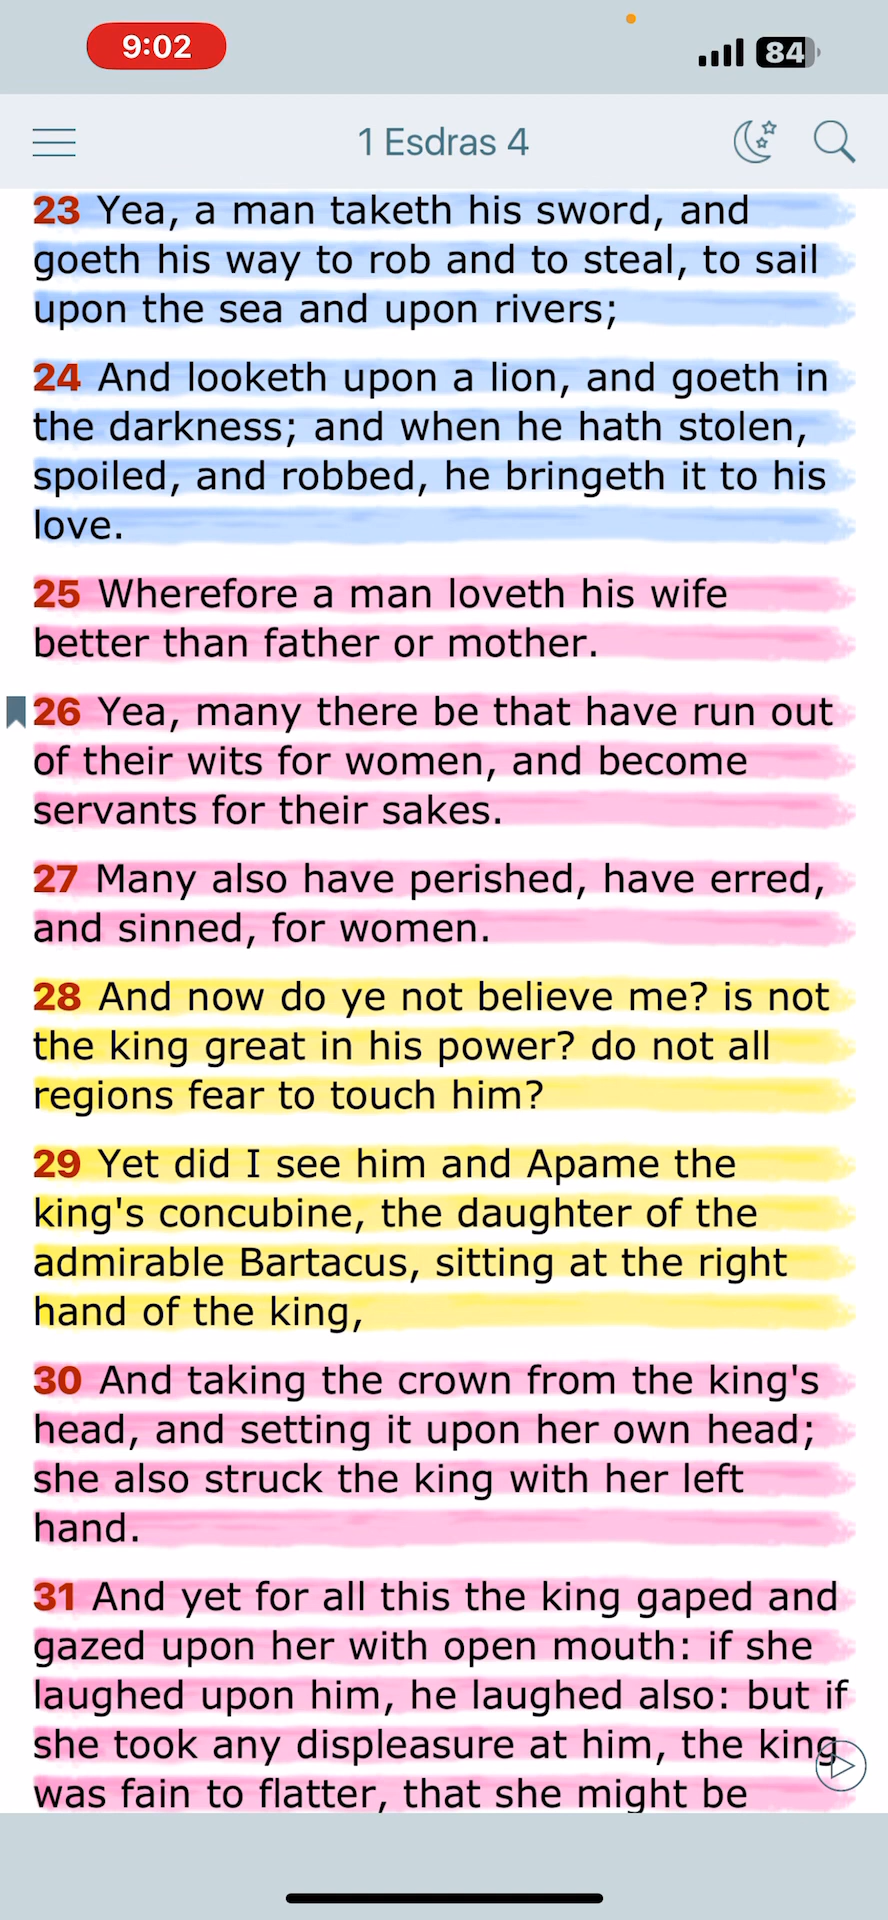 9:02
84
1 Esdras 4
23 Yea, a man taketh his sword, and
goeth his way to rob and to steal, to sail
upon the sea and upon rivers;
24 And looketh upon a lion, and goeth in
the darkness; and when he hath stolen,
spoiled, and robbed, he bringeth it to his
love.
25 Wherefore a man loveth his wife
better than father or mother.
26 Yea, many there be that have run out
of their wits for women, and become
servants for their sakes.
27 Many also have perished, have erred,
and sinned, for women.
28 And now do ye not believe me? is not
the king great in his power? do not all
regions fear to touch him?
29 Yet did I see him and Apame the
king's concubine, the daughter of the
admirable Bartacus, sitting at the right
hand of the king,
30 And taking the crown from the king's
head, and setting it upon her own head;
she also struck the king with her left
hand.
31 And yet for all this the king gaped and
gazed upon her with open mouth: if she
laughed upon him, he laughed also: but if
she took any displeasure at him, the king
was fain to flatter, that she might be